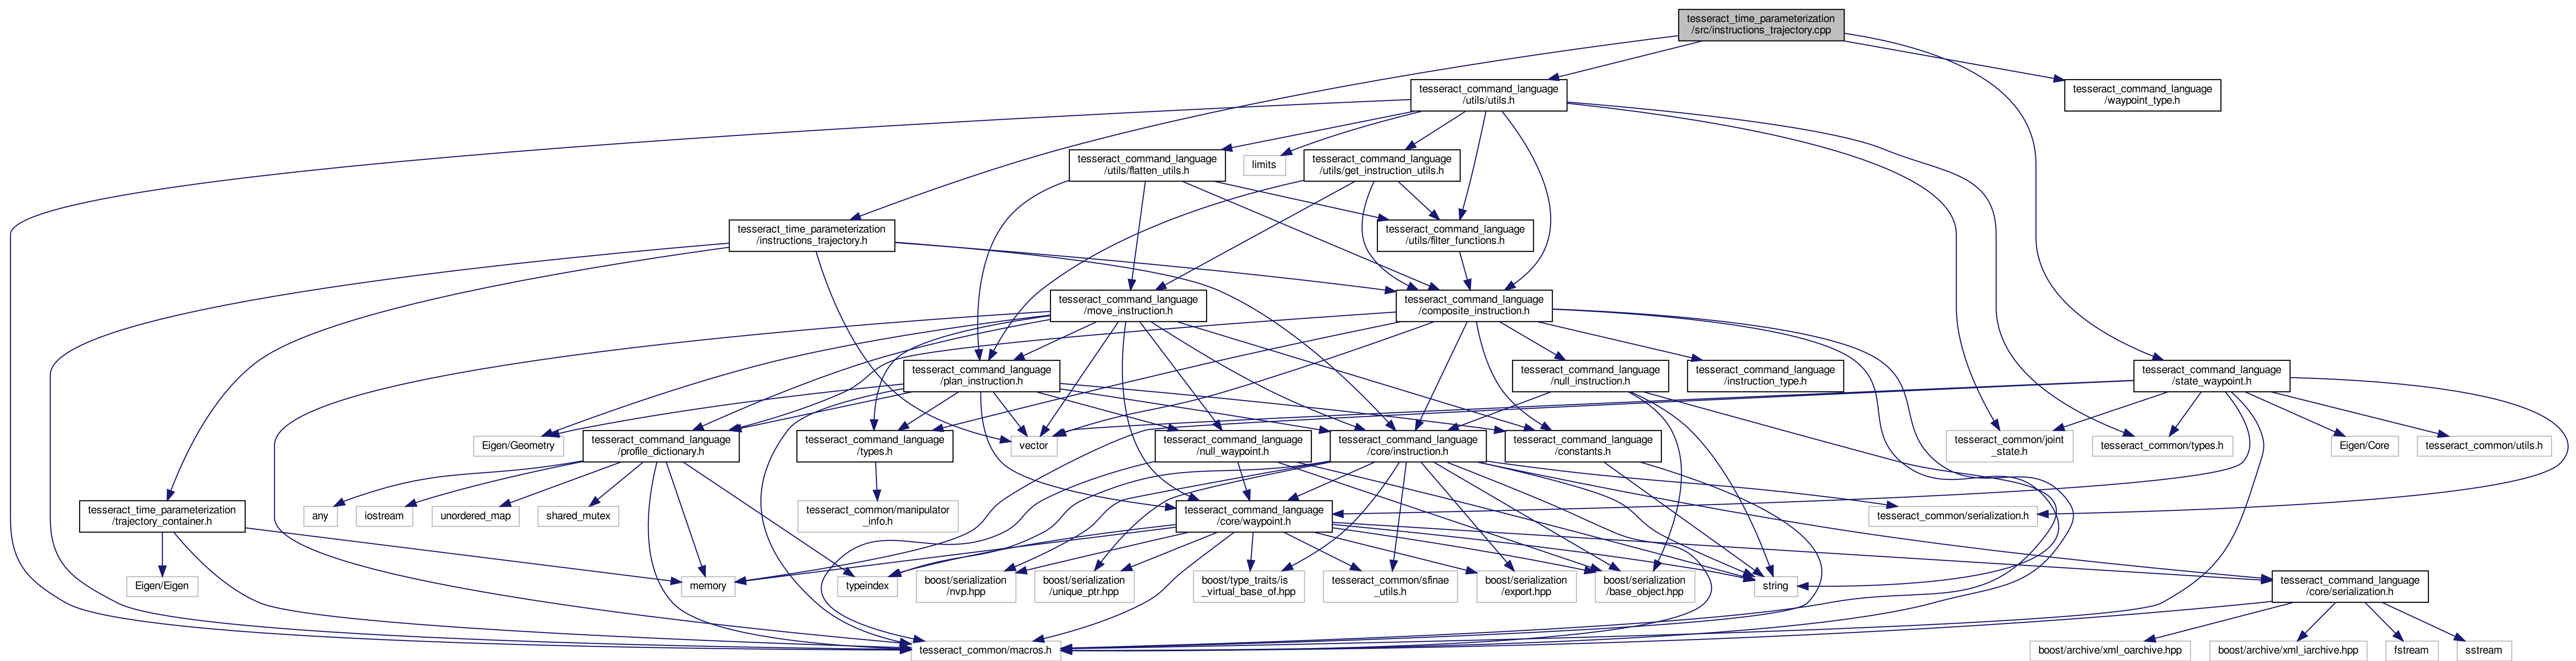 tesseract_time_parameterization
/src/instructions_trajectory.cpp
tesseract_command_language
/utils/utils.h
tesseract_command_language
/waypoint_type.h
tesseract_command_language
/utils/flatten_utils.h
limits
tesseract_command_language
/utils/get_instruction_utils.h
tesseract_time_parameterization
/instructions_trajectory.h
tesseract_command_language
/utils/filter_functions.h
tesseract_command_language
/move_instruction.h
tesseract_command_language
/composite_instruction.h
tesseract_command_language
/plan_instruction.h
tesseract_command_language
/null_instruction.h
tesseract_command_language
/instruction_type.h
tesseract_command_language
/state_waypoint.h
Eigen/Geometry
tesseract_command_language
/profile_dictionary.h
tesseract_command_language
/types.h
vector
tesseract_command_language
/null_waypoint.h
tesseract_command_language
/core/instruction.h
tesseract_command_language
/constants.h
tesseract_common/joint
_state.h
tesseract_common/types.h
Eigen/Core
tesseract_common/utils.h
tesseract_time_parameterization
/trajectory_container.h
any
iostream
unordered_map
shared_mutex
tesseract_common/manipulator
_info.h
tesseract_command_language
/core/waypoint.h
tesseract_common/serialization.h
Eigen/Eigen
memory
typeindex
boost/serialization
/nvp.hpp
boost/serialization
/unique_ptr.hpp
boost/type_traits/is
_virtual_base_of.hpp
tesseract_common/sfinae
_utils.h
boost/serialization
/export.hpp
boost/serialization
/base_object.hpp
string
tesseract_command_language
/core/serialization.h
tesseract_common/macros.h
boost/archive/xml_oarchive.hpp
boost/archive/xml_iarchive.hpp
fstream
sstream